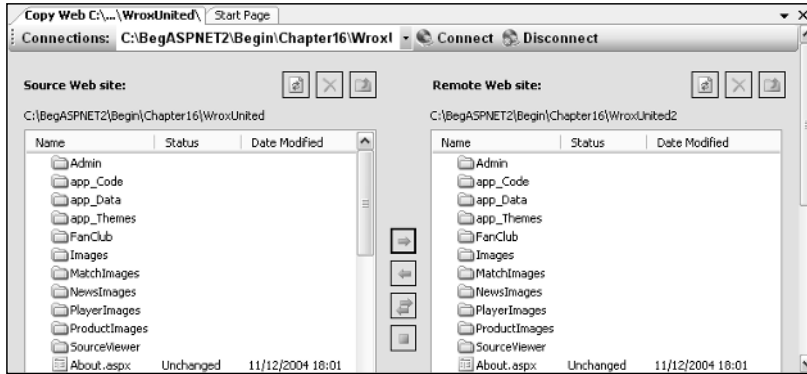 Copy Web C:\...\WroxUnited\ Start Page
Connections: C:\BegASPNET2\Begin\Chapter16\Wroxl Connect Disconnect
Source Web site:
C:\BegASPNET2\Begin\Chapter16\WroxUnited
Name Status Date Modified
Admin
app_Code
app_Data
app_Themes
FanClub
Images
MatchImages
NewsImages
PlayerImages
ProductImages
SourceViewer
About.aspx Unchanged 11/12/2004 18:01
Remote Web site:
C:\BegASPNET2\Begin\Chapter16\WroxUnited2
Name Status Date Modified
Admin
app_Code
app_Data
app_Themes
FanClub
Images
MatchImages
NewsImages
PlayerImages
ProductImages
SourceViewer
About.aspx Unchanged 11/12/2004 18:01